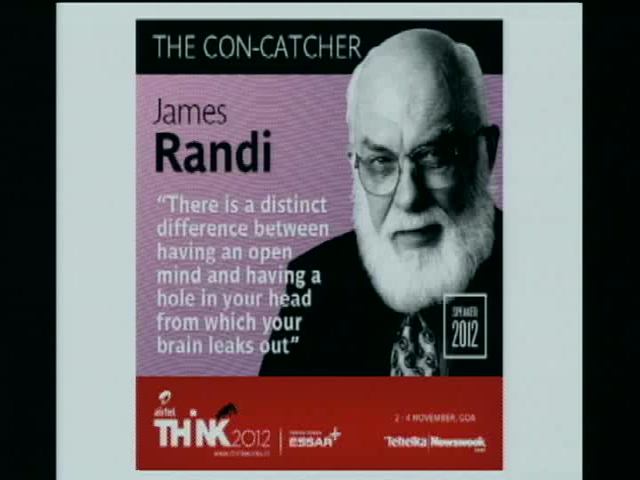 THE CON-CATCHER
James
Randi
“There is a distinct
difference between
having an open
mind and having a
hole in your head
from which your
brain leaks out”
SPEAKER
2012
airtel
THiNK2012
ESSAR
2 - 4 NOVEMBER, GOA
Tehelka Newsweek